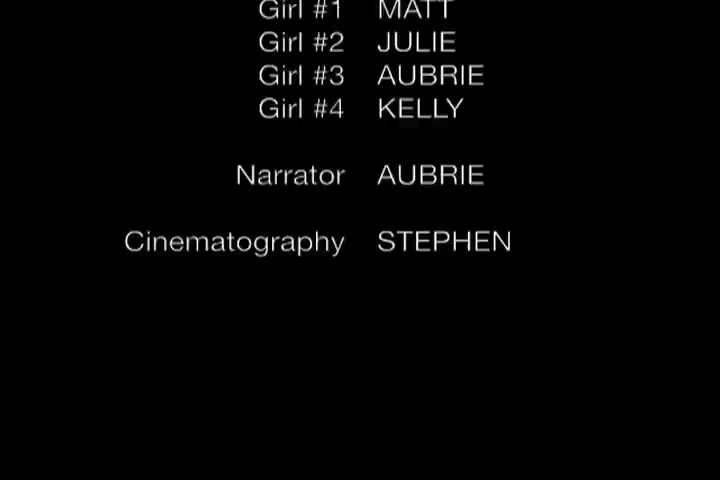 Girl #1 MATT
Girl #2 JULIE
Girl #3 AUBRIE
Girl #4 KELLY
Narrator AUBRIE
Cinematography STEPHEN